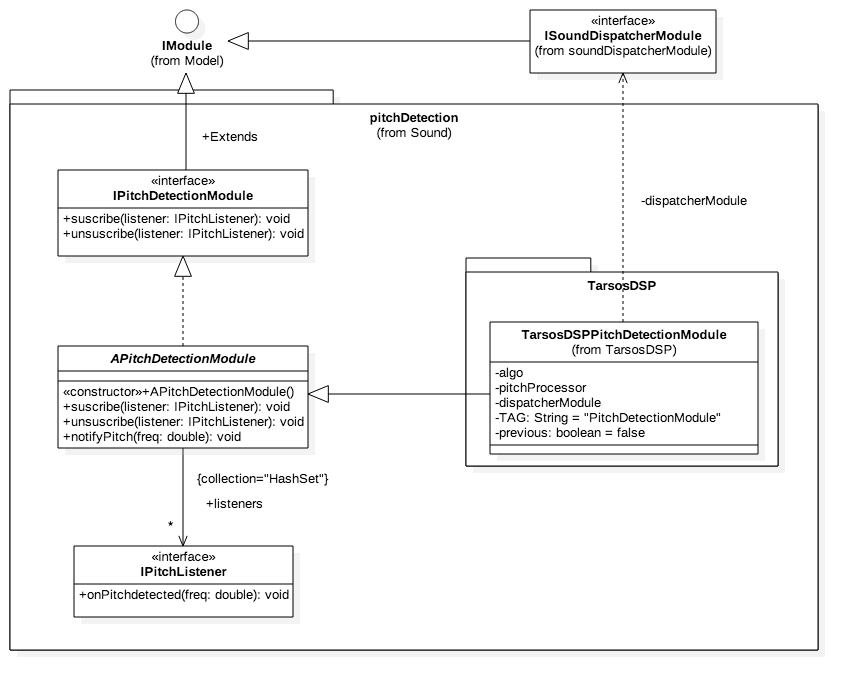 «interface»
IModule
ISoundDispatcherModule
(from Model)
(from soundDispatcherModule)
pitchDetection
(from Sound)
+Extends
«interface»
IPitchDetectionModule
+suscribe(listener: IPitchListener): void
+unsuscribe(listener: IPitchListener): void
-dispatcherModule
TarsosDSP
TarsosDSPPitchDetectionModule
(from TarsosDSP)
-algo
-pitchProcessor
-dispatcherModule
-TAG: String = "PitchDetectionModule"
-previous: boolean = false
APitchDetectionModule
«constructor»+APitchDetectionModule()
+suscribe(listener: IPitchListener): void
+unsuscribe(listener: IPitchListener): void
+notifyPitch(freq: double): void
{collection="HashSet"}
+listeners
*
«interface»
IPitchListener
+onPitchdetected(freq: double): void